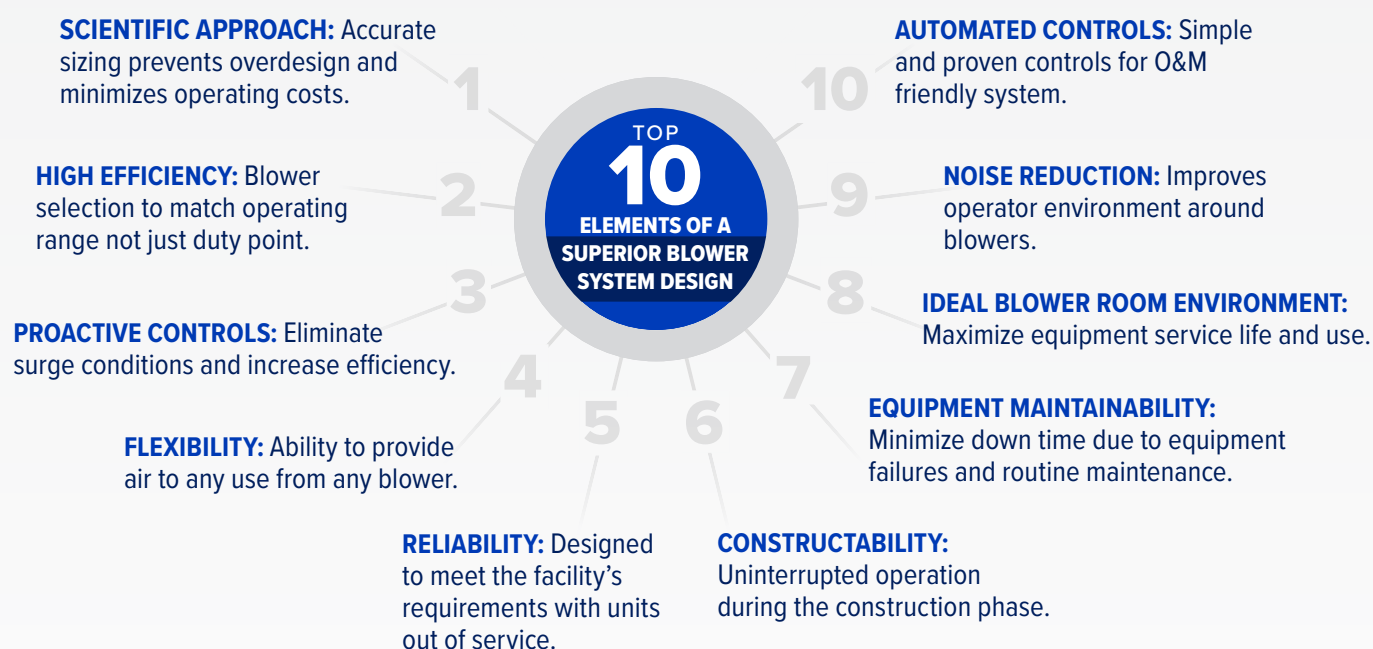 TOP
10
ELEMENTS OF A
SUPERIOR BLOWER
SYSTEM DESIGN
1
SCIENTIFIC APPROACH: Accurate
sizing prevents overdesign and
minimizes operating costs.
2
HIGH EFFICIENCY: Blower
selection to match operating
range not just duty point.
3
PROACTIVE CONTROLS: Eliminate
surge conditions and increase efficiency.
4
FLEXIBILITY: Ability to provide
air to any use from any blower.
5
RELIABILITY: Designed
to meet the facility’s
requirements with units
out of service.
6
CONSTRUCTABILITY:
Uninterrupted operation
during the construction phase.
7
EQUIPMENT MAINTAINABILITY:
Minimize down time due to equipment
failures and routine maintenance.
8
IDEAL BLOWER ROOM ENVIRONMENT:
Maximize equipment service life and use.
9
NOISE REDUCTION: Improves
operator environment around
blowers.
10
AUTOMATED CONTROLS: Simple
and proven controls for O&M
friendly system.